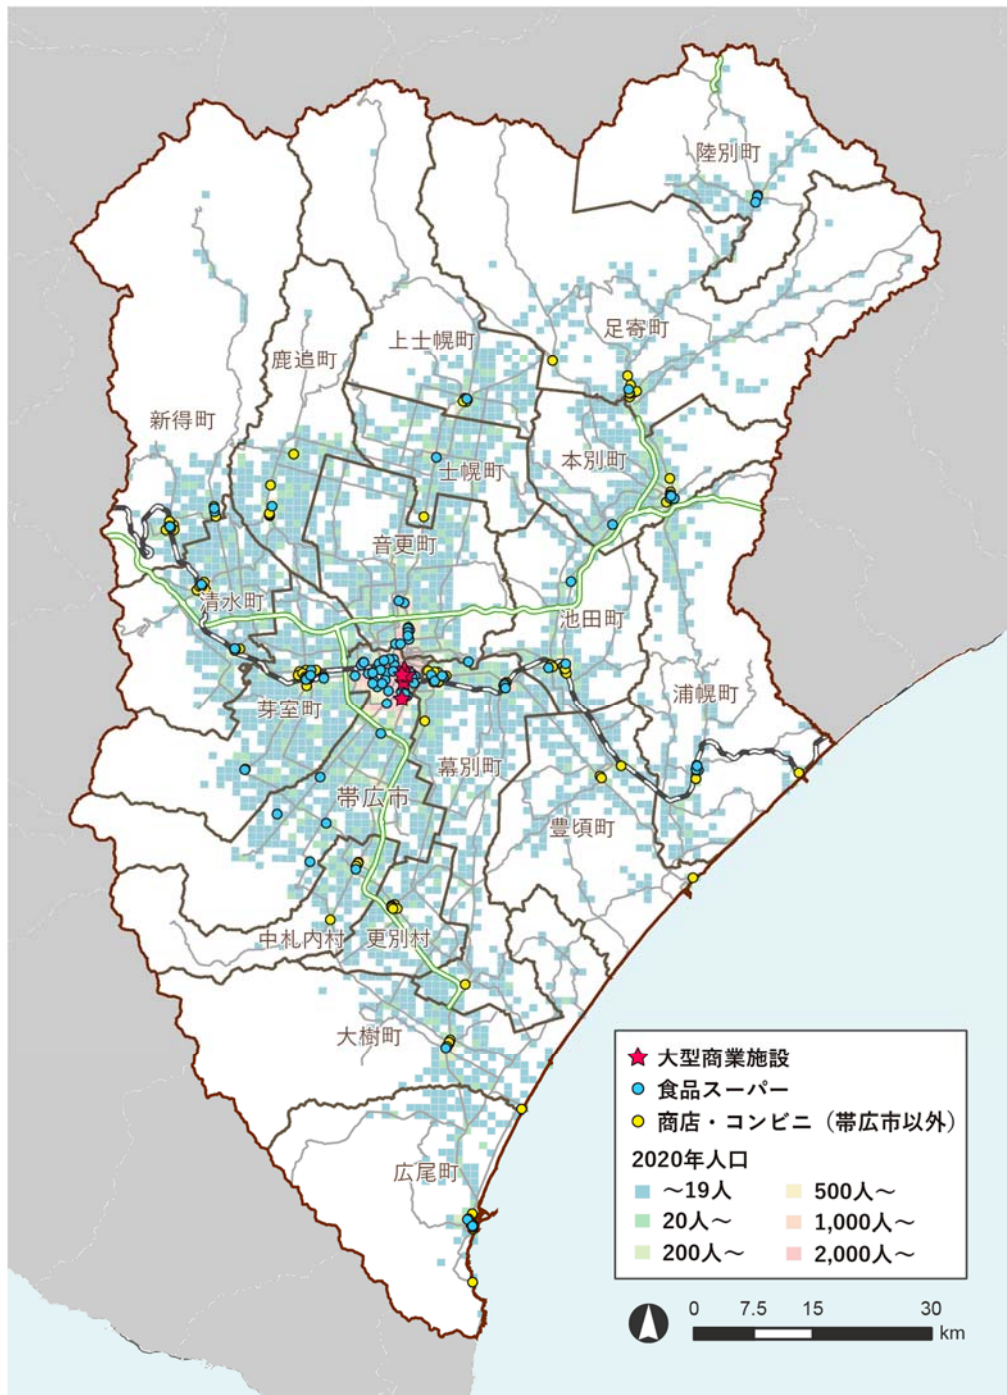 陸別町
足寄町
上士幌町
鹿追町
新得町
本別町
士幌町
音更町
清水町
池田町
浦幌町
芽室町
幕別町
帯広市
豊頃町
中札内村
更別村
大樹町
広尾町
大型商業施設
食品スーパー
商店・コンビニ（帯広市以外）
2020年人口
～19人
500人～
20人～
1,000人～
200人～
2,000人～
0 7.5 15 30
km